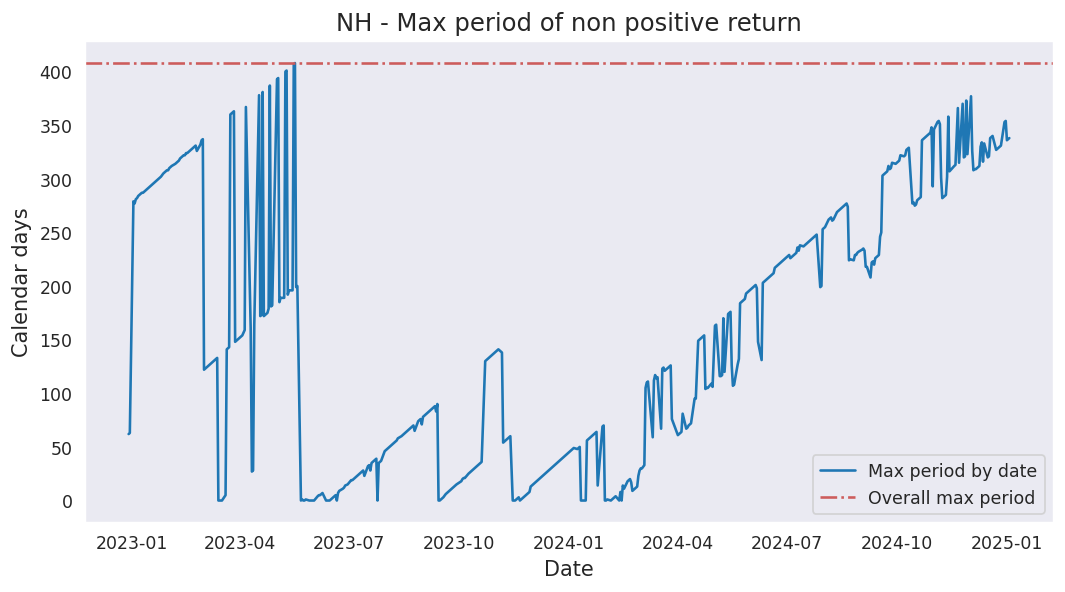 NH - Max period of non positive return
Calendar days
400
350
300
250
200
150
100
50
0
2023-01 2023-04 2023-07 2023-10 2024-01 2024-04 2024-07 2024-10 2025-01
Date
Max period by date
Overall max period